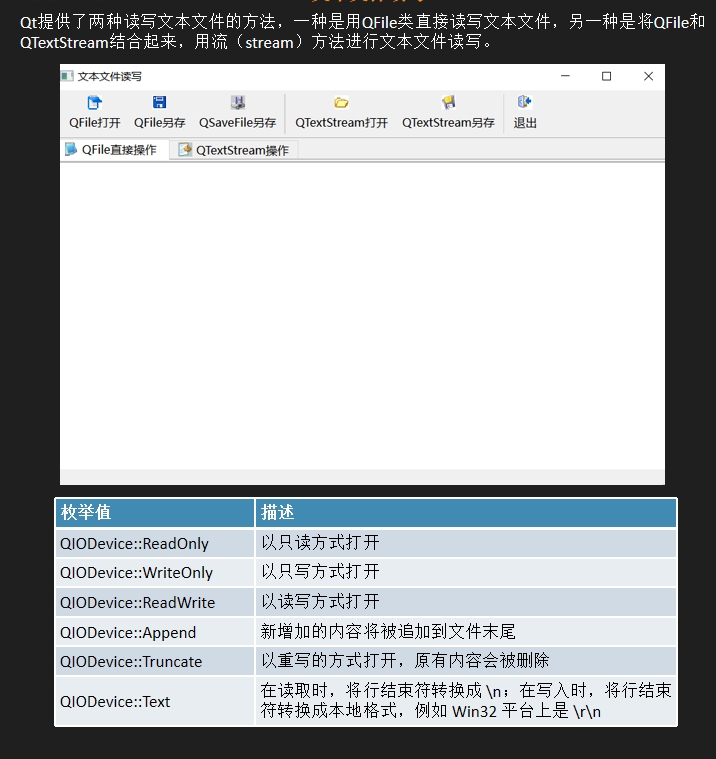 Qt提供了两种读写文本文件的方法，一种是用QFile类直接读写文本文件，另一种是将QFile和
QTextStream结合起来，用流（stream）方法进行文本文件读写。
文本文件读写
QFile打开 QFile另存 QSaveFile另存 QTextStream打开 QTextStream另存 退出
QFile直接操作 QTextStream操作
枚举值 描述
QIODevice::ReadOnly 以只读方式打开
QIODevice::WriteOnly 以只写方式打开
QIODevice::ReadWrite 以读写方式打开
QIODevice::Append 新增加的内容将被追加到文件末尾
QIODevice::Truncate 以重写的方式打开，原有内容会被删除
QIODevice::Text 在读取时，将行结束符转换成 \n；在写入时，将行结束
符转换成本地格式，例如 Win32 平台上是 \r\n